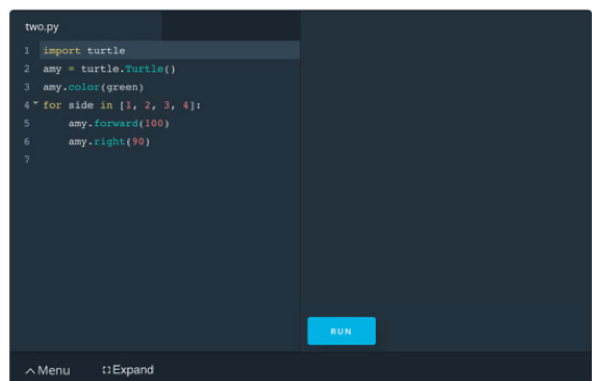 two.py
1 import turtle
2 amy = turtle.Turtle()
3 amy.color(green)
4 for side in [1, 2, 3, 4]:
5     amy.forward(100)
6     amy.right(90)
7
RUN
Menu Expand